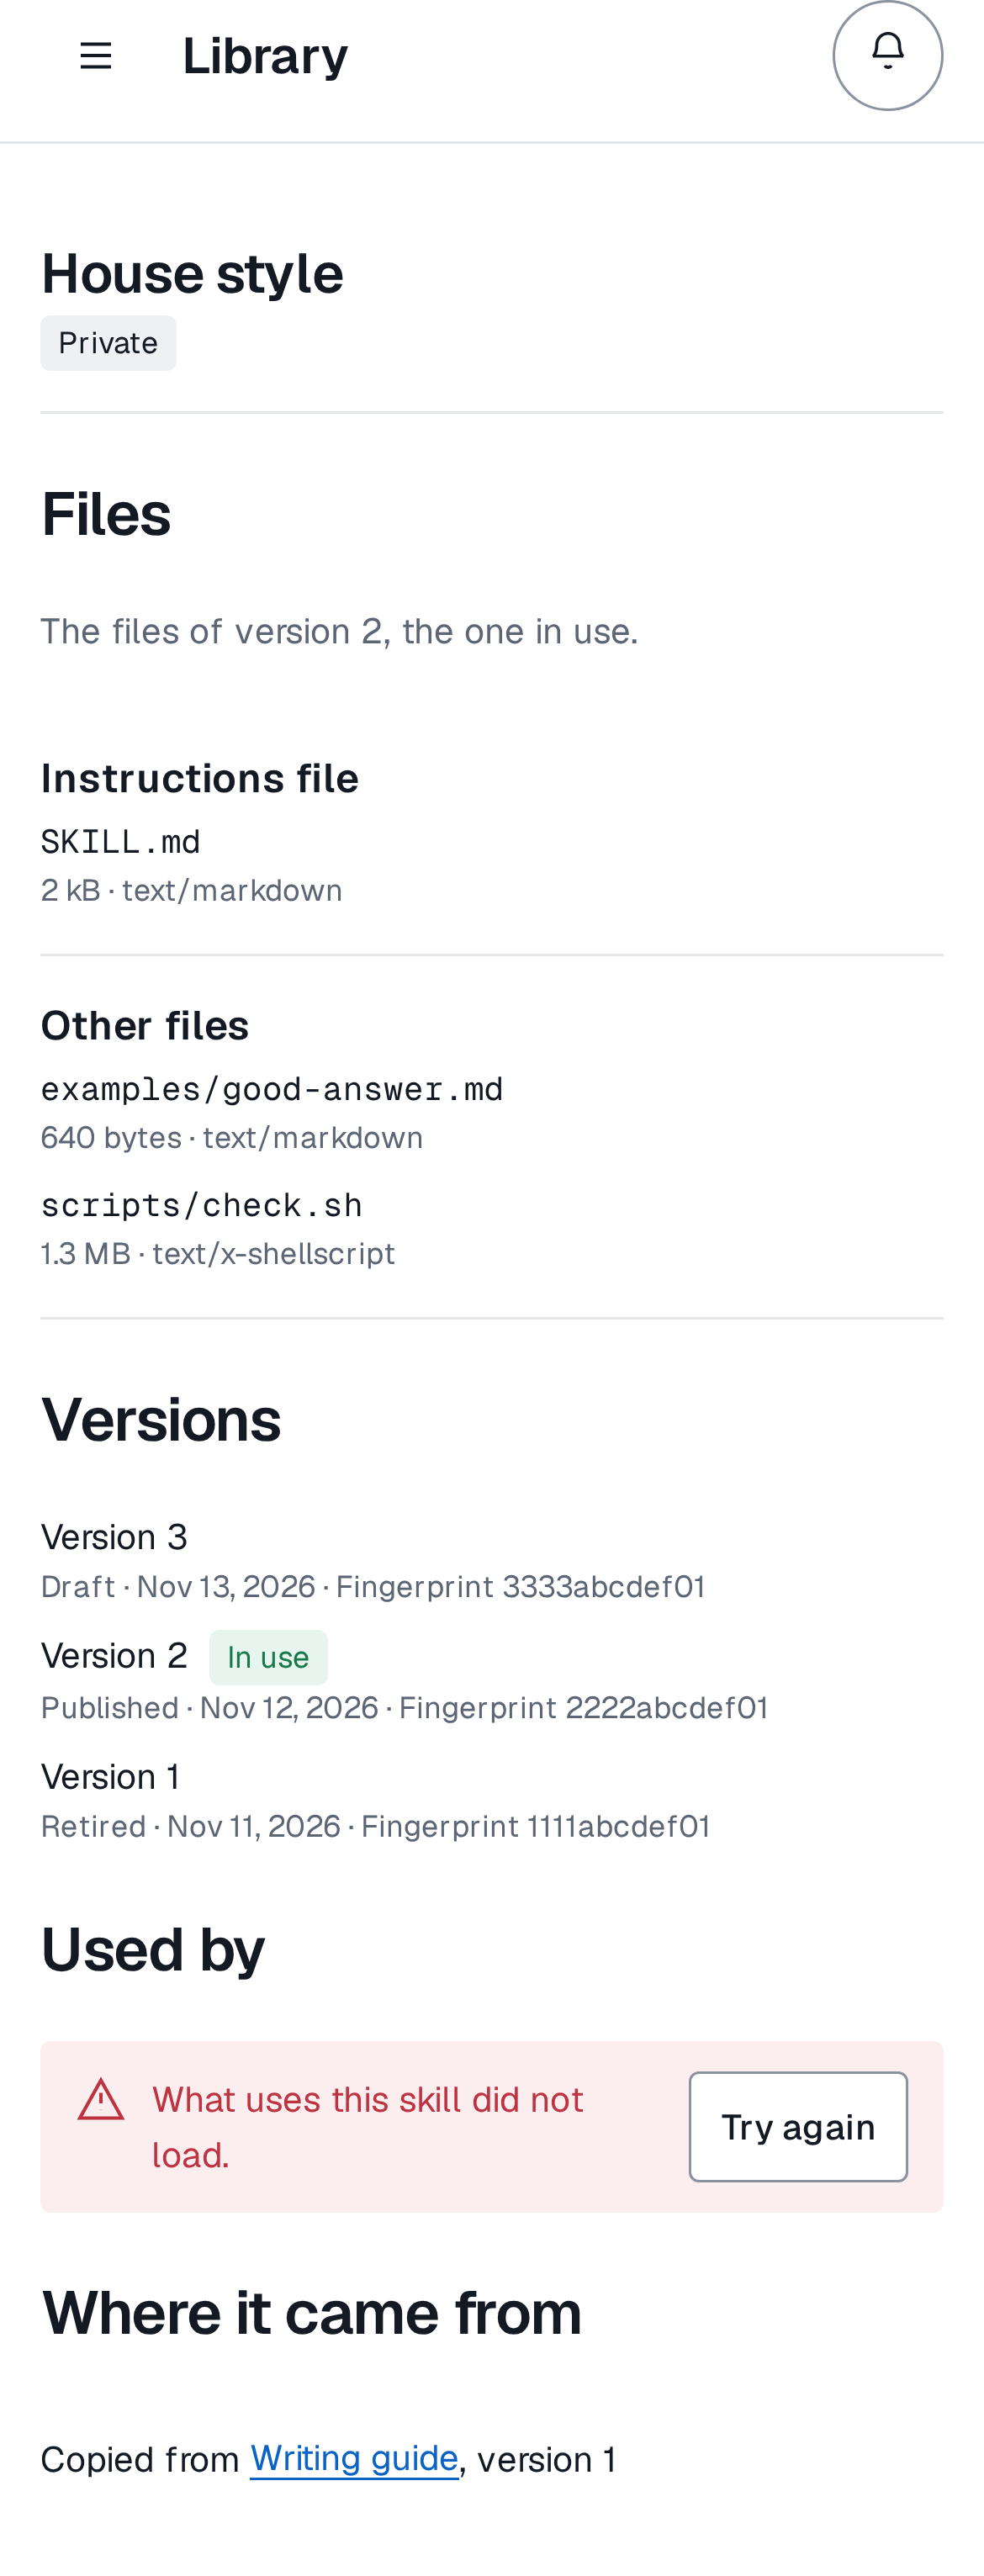 Library
House style
Private
Files
The files of version 2, the one in use.
Instructions file
SKILL.md
2 kB · text/markdown
Other files
examples/good-answer.md
640 bytes · text/markdown
scripts/check.sh
1.3 MB · text/x-shellscript
Versions
Version 3
Draft · Nov 13, 2026 · Fingerprint 3333abcdef01
Version 2 In use
Published · Nov 12, 2026 · Fingerprint 2222abcdef01
Version 1
Retired · Nov 11, 2026 · Fingerprint 1111abcdef01
Used by
What uses this skill did not
load.
Try again
Where it came from
Copied from Writing guide, version 1